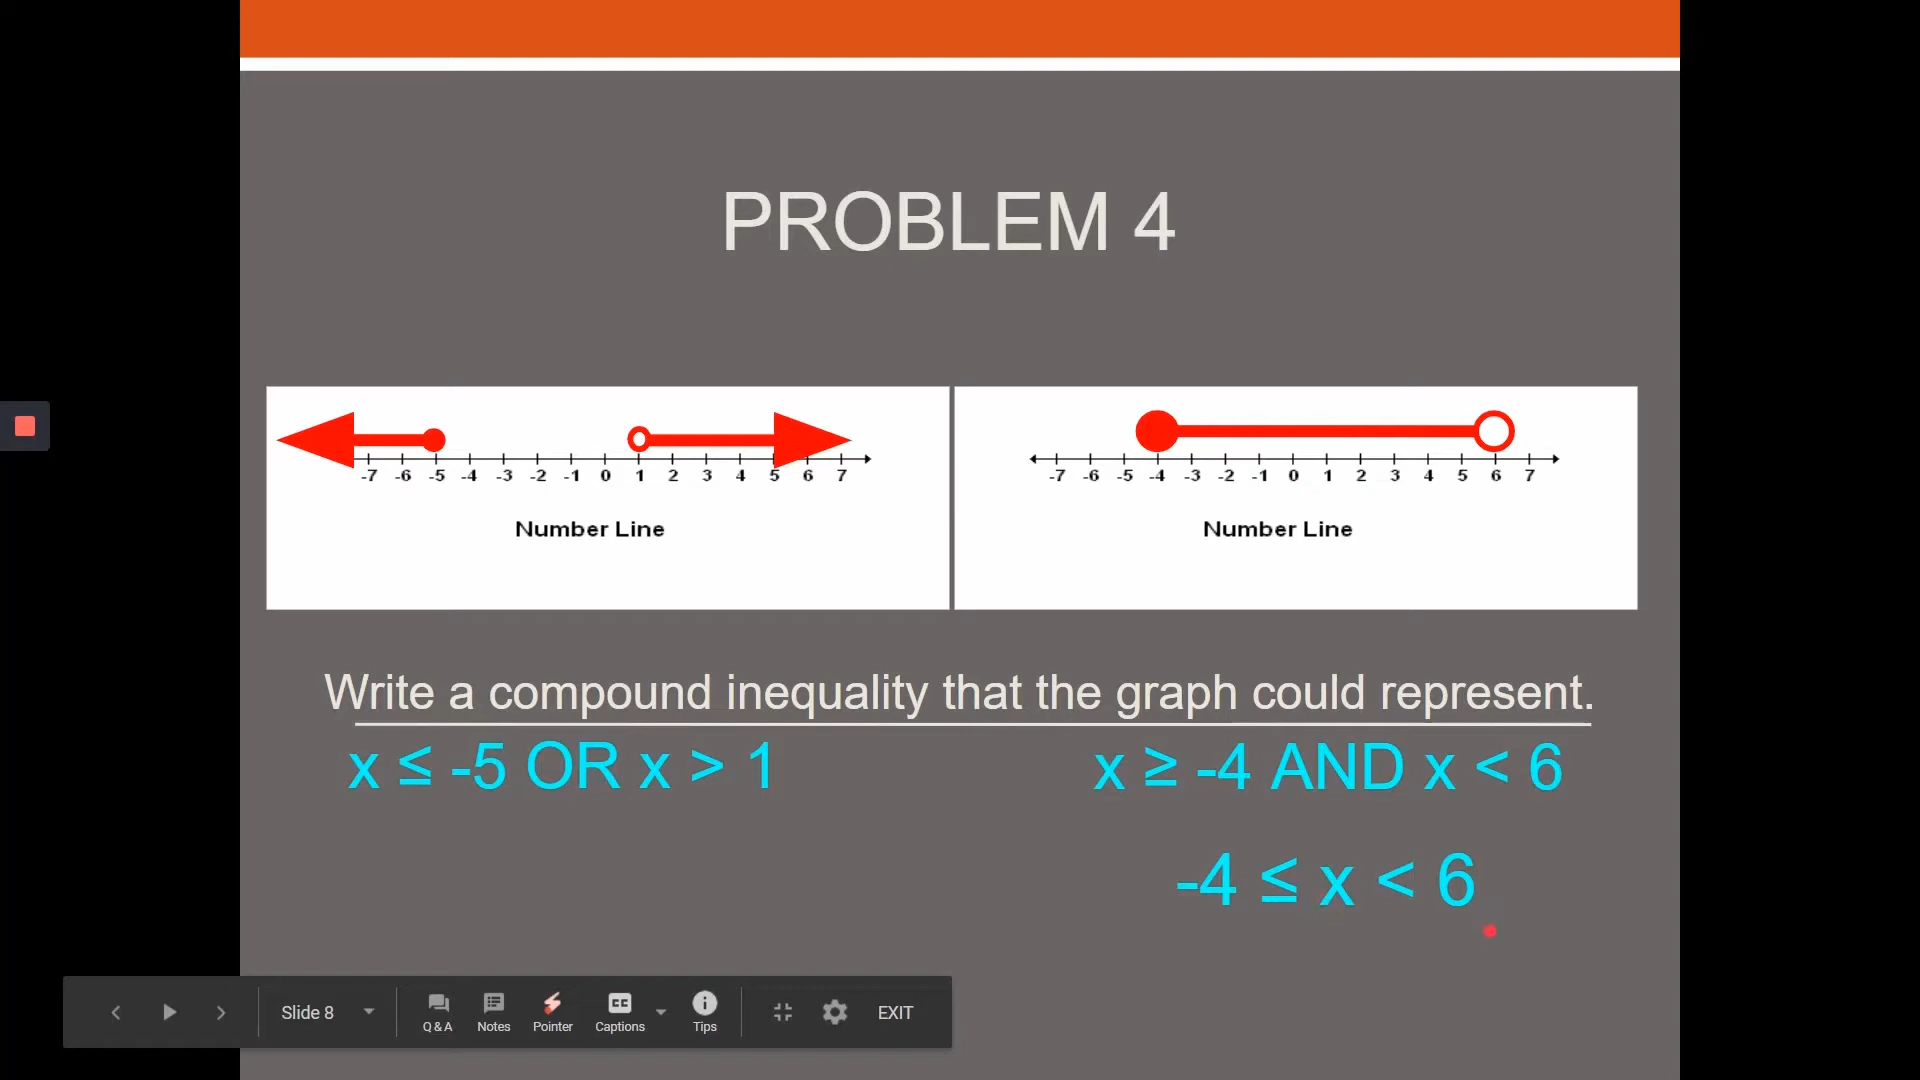 PROBLEM 4
-7 -6 -5 -4 -3 -2 -1 0 1 2 3 4 5 6 7
Number Line
-7 -6 -5 -4 -3 -2 -1 0 1 2 3 4 5 6 7
Number Line
Write a compound inequality that the graph could represent.
x ≤ -5 OR x > 1
x ≥ -4 AND x < 6
-4 ≤ x < 6
Slide 8
Q & A
Notes
Pointer
CC
Captions
Tips
EXIT